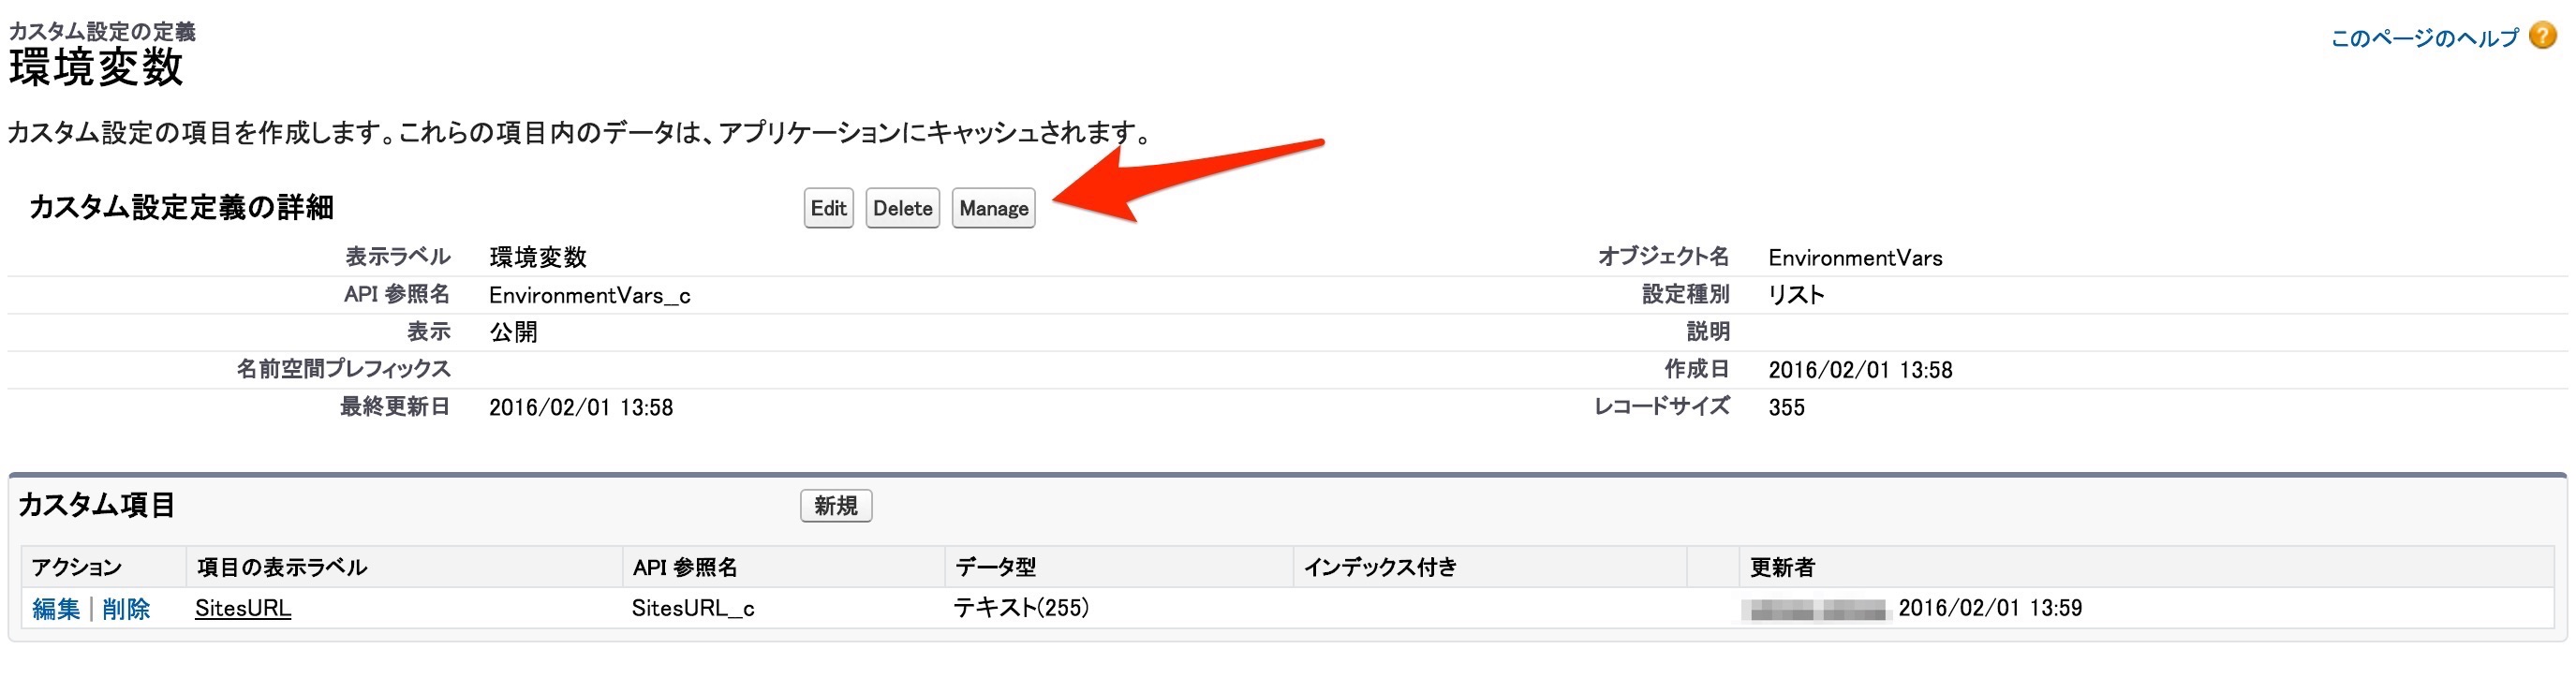 カスタム設定の定義
環境変数
このページのヘルプ ?
カスタム設定の項目を作成します。これらの項目内のデータは、アプリケーションにキャッシュされます。
カスタム設定定義の詳細 Edit Delete Manage
表示ラベル 環境変数 オブジェクト名 EnvironmentVars
API 参照名 EnvironmentVars__c 設定種別 リスト
表示 公開 説明
名前空間プレフィックス 作成日 2016/02/01 13:58
最終更新日 2016/02/01 13:58 レコードサイズ 355
カスタム項目 新規
アクション 項目の表示ラベル API 参照名 データ型 インデックス付き 更新者
編集 | 削除 SitesURL SitesURL__c テキスト(255) 2016/02/01 13:59